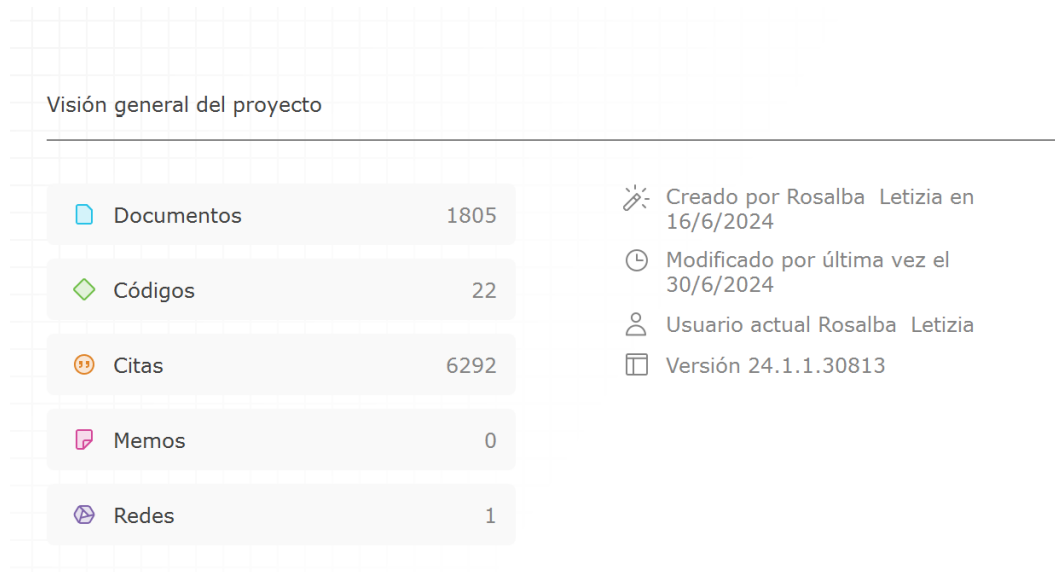 Visión general del proyecto
Documentos 1805
Códigos 22
Citas 6292
Memos 0
Redes 1
Creado por Rosalba  Letizia en
16/6/2024
Modificado por última vez el
30/6/2024
Usuario actual Rosalba  Letizia
Versión 24.1.1.30813